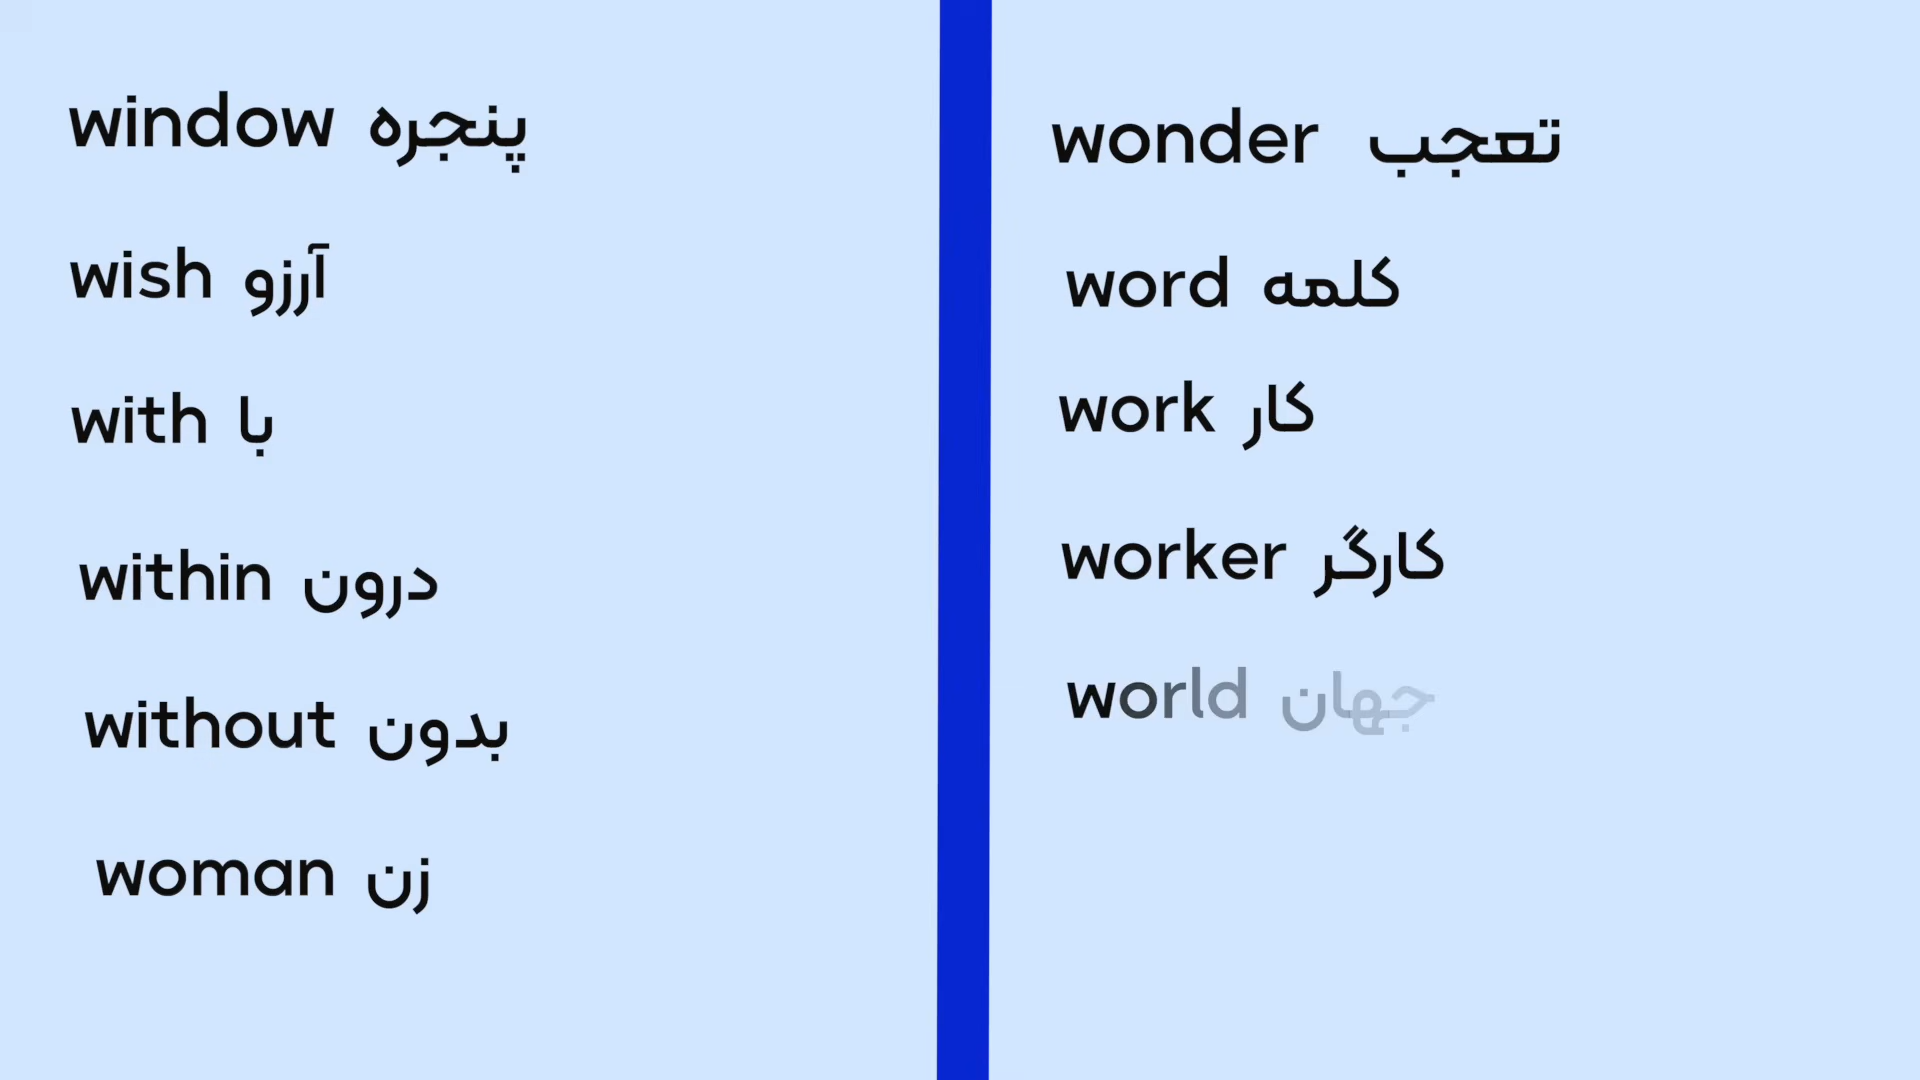 window پنجره
wish آرزو
with با
within درون
without بدون
woman زن
wonder تعجب
word کلمه
work کار
worker کارگر
world جهان